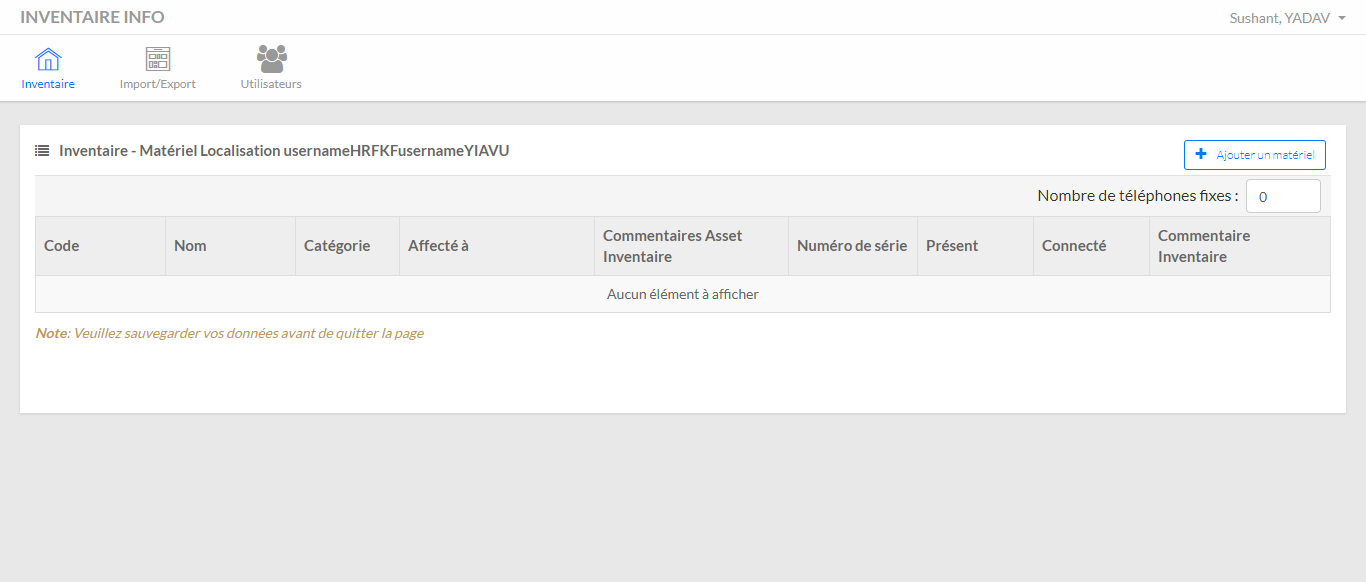 INVENTAIRE INFO
Sushant, YADAV
Inventaire
Import/Export
Utilisateurs
Inventaire - Matériel Localisation usernameHRFKFusernameYIAVU
Ajouter un matériel
Nombre de téléphones fixes :
0
Code
Nom
Catégorie
Affecté à
Commentaires Asset
Inventaire
Numéro de série
Présent
Connecté
Commentaire
Inventaire
Aucun élément à afficher
Note: Veuillez sauvegarder vos données avant de quitter la page